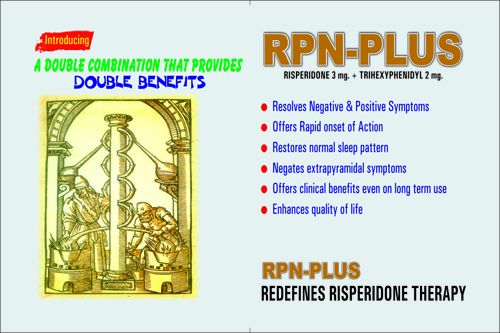 Introducing
A DOUBLE COMBINATION THAT PROVIDES
DOUBLE BENEFITS
RPN-PLUS
RISPERIDONE 3 mg. + TRIHEXYPHENIDYL 2 mg.
Resolves Negative & Positive Symptoms
Offers Rapid onset of Action
Restores normal sleep pattern
Negates extrapyramidal symptoms
Offers clinical benefits even on long term use
Enhances quality of life
RPN-PLUS
REDEFINES RISPERIDONE THERAPY